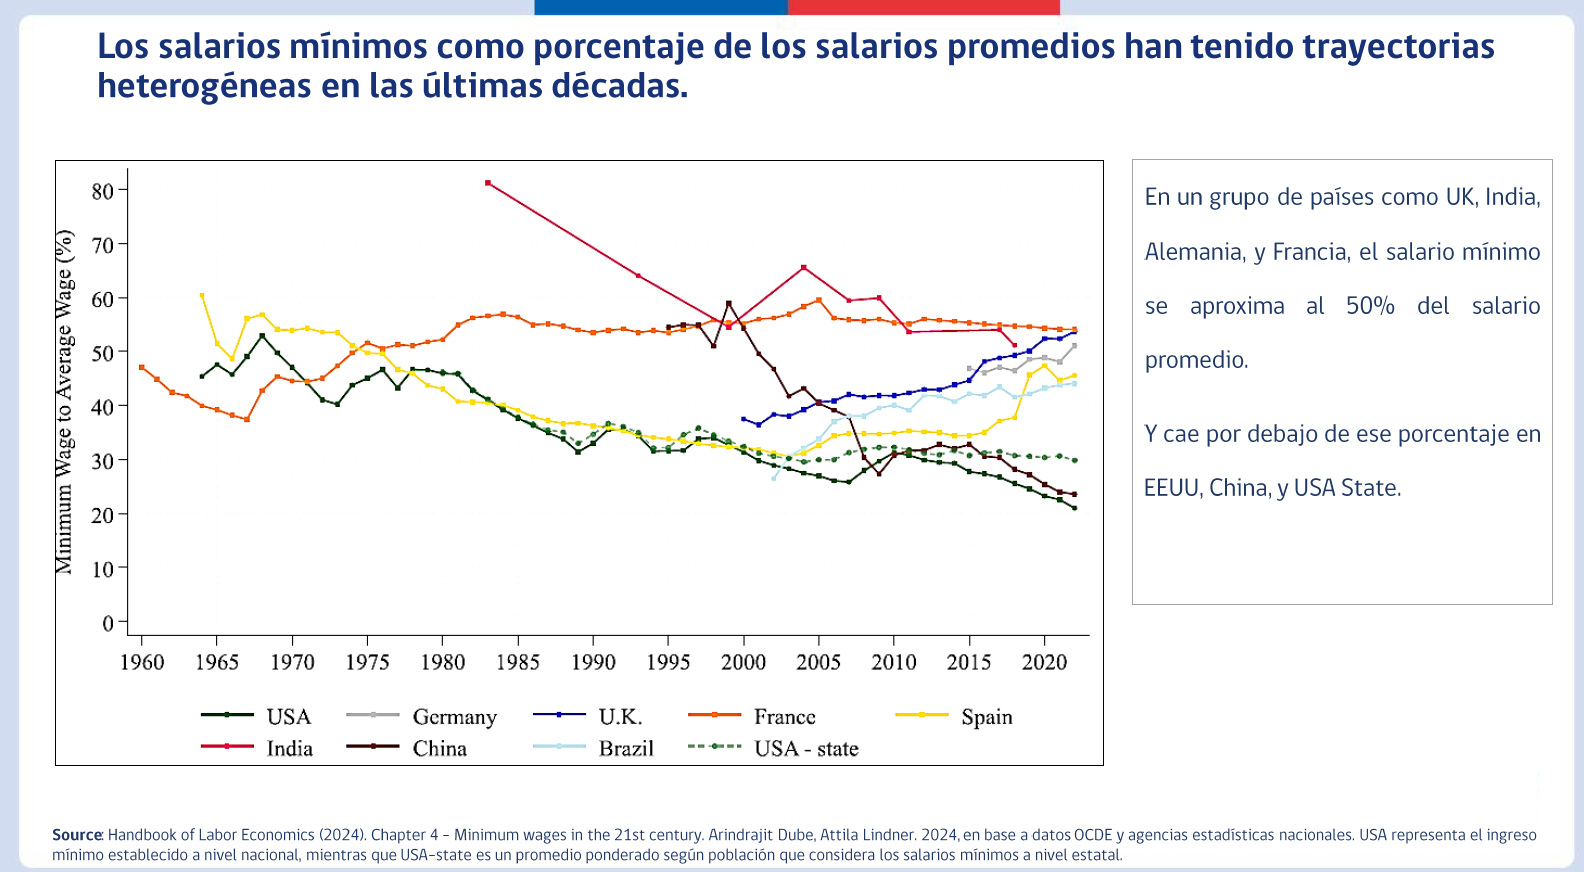 Los salarios mínimos como porcentaje de los salarios promedios han tenido trayectorias
heterogéneas en las últimas décadas.
Minimum Wage to Average Wage (%)
80
70
60
50
40
30
20
10
0
1960 1965 1970 1975 1980 1985 1990 1995 2000 2005 2010 2015 2020
USA Germany U.K. France Spain
India China Brazil USA - state
En un grupo de países como UK, India,
Alemania, y Francia, el salario mínimo
se aproxima al 50% del salario
promedio.
Y cae por debajo de ese porcentaje en
EEUU, China, y USA State.
Source: Handbook of Labor Economics (2024). Chapter 4 – Minimum wages in the 21st century. Arindrajit Dube, Attila Lindner. 2024, en base a datos OCDE y agencias estadísticas nacionales. USA representa el ingreso
mínimo establecido a nivel nacional, mientras que USA-state es un promedio ponderado según población que considera los salarios mínimos a nivel estatal.